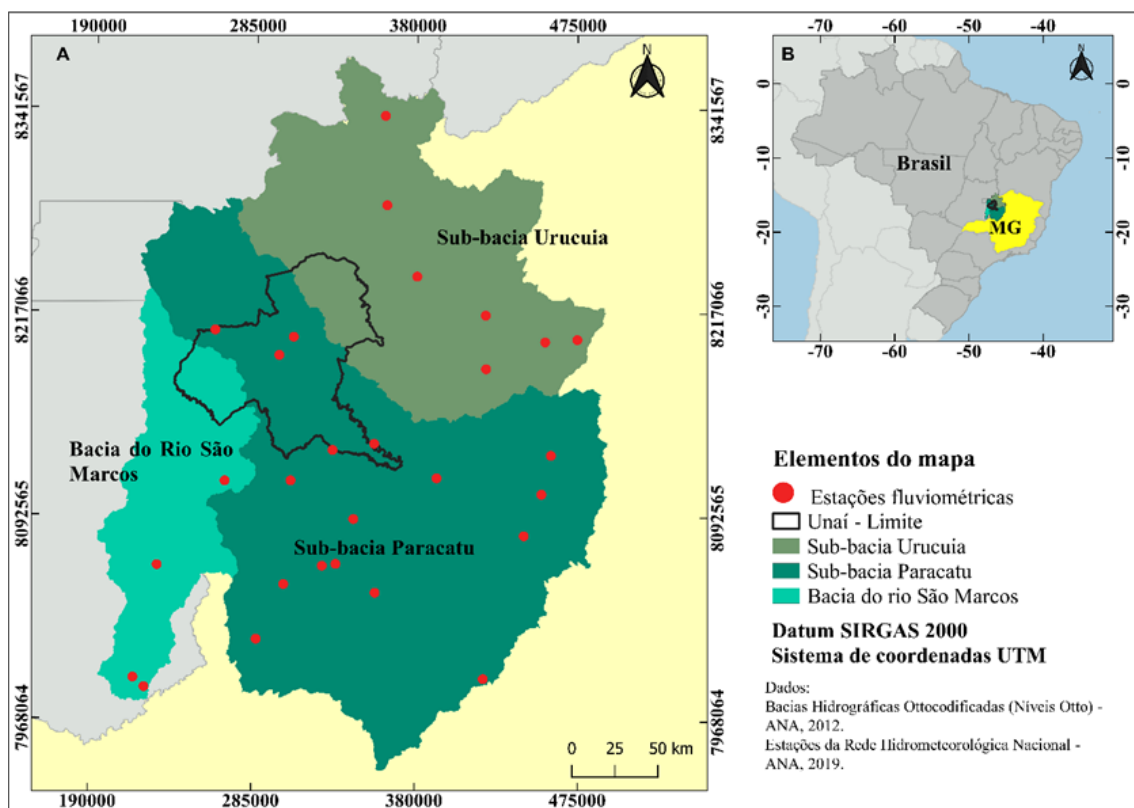 190000 285000 380000 475000
A
N
8341567
8217066
8092565
7968064
Sub-bacia Urucuia
Bacia do Rio São
Marcos
Sub-bacia Paracatu
0 25 50 km
8341567
8217066
8092565
7968064
190000 285000 380000 475000
-70 -60 -50 -40
B
N
0
-10
-20
-30
Brasil
MG
0
-10
-20
-30
-70 -60 -50 -40
Elementos do mapa
Estações fluviométricas
Unaí - Limite
Sub-bacia Urucuia
Sub-bacia Paracatu
Bacia do rio São Marcos
Datum SIRGAS 2000
Sistema de coordenadas UTM
Dados:
Bacias Hidrográficas Ottocodificadas (Níveis Otto) -
ANA, 2012.
Estações da Rede Hidrometeorológica Nacional -
ANA, 2019.